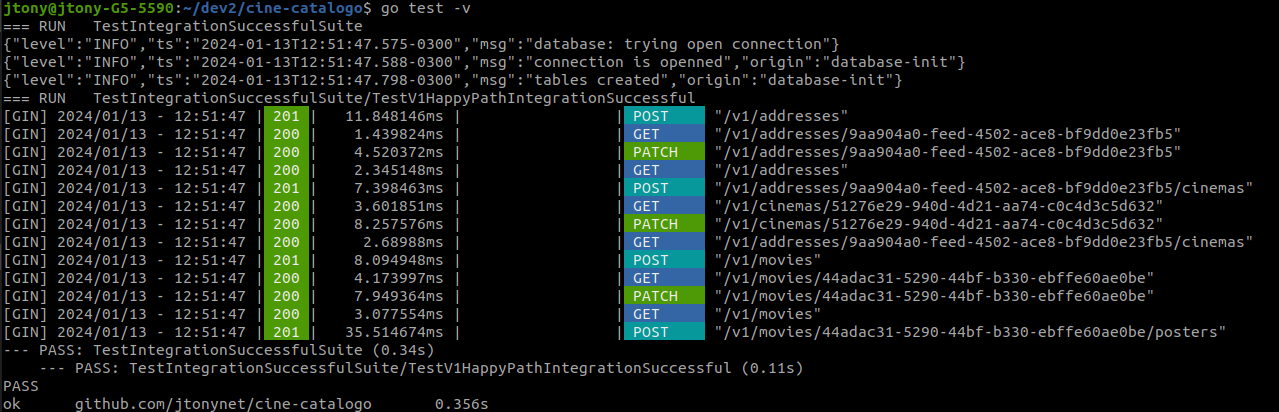 jtony@jtony-G5-5590:~/dev2/cine-catalogo$ go test -v
=== RUN   TestIntegrationSuccessfulSuite
{"level":"INFO","ts":"2024-01-13T12:51:47.575-0300","msg":"database: trying open connection"}
{"level":"INFO","ts":"2024-01-13T12:51:47.588-0300","msg":"connection is openned","origin":"database-init"}
{"level":"INFO","ts":"2024-01-13T12:51:47.798-0300","msg":"tables created","origin":"database-init"}
=== RUN   TestIntegrationSuccessfulSuite/TestV1HappyPathIntegrationSuccessful
[GIN] 2024/01/13 - 12:51:47 | 201 |   11.848146ms |                 | POST     "/v1/addresses"
[GIN] 2024/01/13 - 12:51:47 | 200 |    1.439824ms |                 | GET      "/v1/addresses/9aa904a0-feed-4502-ace8-bf9dd0e23fb5"
[GIN] 2024/01/13 - 12:51:47 | 200 |    4.520372ms |                 | PATCH    "/v1/addresses/9aa904a0-feed-4502-ace8-bf9dd0e23fb5"
[GIN] 2024/01/13 - 12:51:47 | 200 |    2.345148ms |                 | GET      "/v1/addresses"
[GIN] 2024/01/13 - 12:51:47 | 201 |    7.398463ms |                 | POST     "/v1/addresses/9aa904a0-feed-4502-ace8-bf9dd0e23fb5/cinemas"
[GIN] 2024/01/13 - 12:51:47 | 200 |    3.601851ms |                 | GET      "/v1/cinemas/51276e29-940d-4d21-aa74-c0c4d3c5d632"
[GIN] 2024/01/13 - 12:51:47 | 200 |    8.257576ms |                 | PATCH    "/v1/cinemas/51276e29-940d-4d21-aa74-c0c4d3c5d632"
[GIN] 2024/01/13 - 12:51:47 | 200 |     2.68988ms |                 | GET      "/v1/addresses/9aa904a0-feed-4502-ace8-bf9dd0e23fb5/cinemas"
[GIN] 2024/01/13 - 12:51:47 | 201 |    8.094948ms |                 | POST     "/v1/movies"
[GIN] 2024/01/13 - 12:51:47 | 200 |    4.173997ms |                 | GET      "/v1/movies/44adac31-5290-44bf-b330-ebffe60ae0be"
[GIN] 2024/01/13 - 12:51:47 | 200 |    7.949364ms |                 | PATCH    "/v1/movies/44adac31-5290-44bf-b330-ebffe60ae0be"
[GIN] 2024/01/13 - 12:51:47 | 200 |    3.077554ms |                 | GET      "/v1/movies"
[GIN] 2024/01/13 - 12:51:47 | 201 |   35.514674ms |                 | POST     "/v1/movies/44adac31-5290-44bf-b330-ebffe60ae0be/posters"
--- PASS: TestIntegrationSuccessfulSuite (0.34s)
    --- PASS: TestIntegrationSuccessfulSuite/TestV1HappyPathIntegrationSuccessful (0.11s)
PASS
ok      github.com/jtonynet/cine-catalogo       0.356s